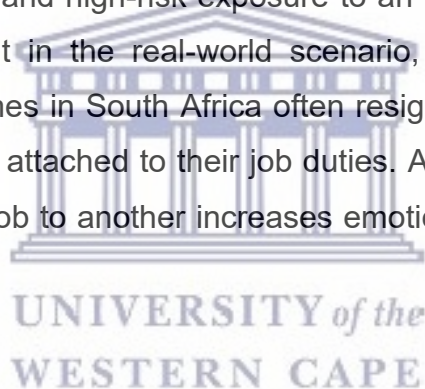 and high-risk exposure to an
t in the real-world scenario,
nes in South Africa often resig
attached to their job duties. A
ob to another increases emotio
UNIVERSITY of the
WESTERN CAPE